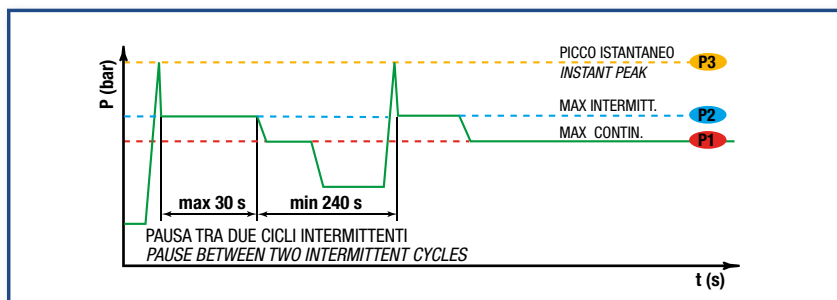 P (bar)
PICCO ISTANTANEO
INSTANT PEAK
P3
MAX INTERMITT.
P2
MAX CONTIN.
P1
max 30 s
min 240 s
PAUSA TRA DUE CICLI INTERMITTENTI
PAUSE BETWEEN TWO INTERMITTENT CYCLES
t (s)